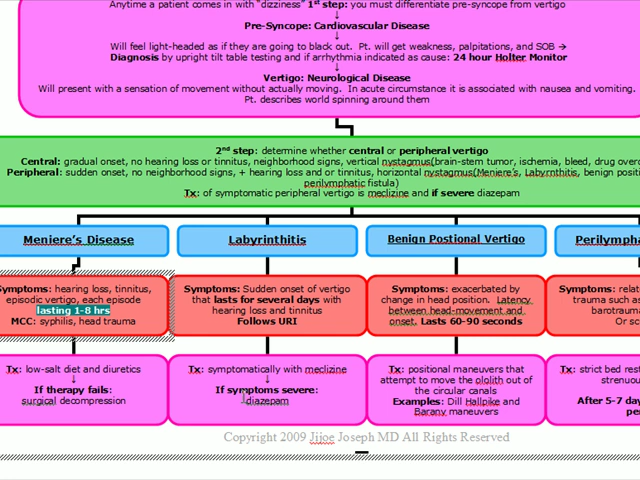 Anytime a patient comes in with "dizziness" 1st step: you must differentiate pre-syncope from vertigo
↓
Pre-Syncope: Cardiovascular Disease
↓
Will feel light-headed as if they are going to black out. Pt. will get weakness, palpitations, and SOB →
Diagnosis by upright tilt table testing and if arrhythmia indicated as cause: 24 hour Holter Monitor
↓
Vertigo: Neurological Disease
Will present with a sensation of movement without actually moving. In acute circumstance it is associated with nausea and vomiting.
Pt. describes world spinning around them
2nd step: determine whether central or peripheral vertigo
Central: gradual onset, no hearing loss or tinnitus, neighborhood signs, vertical nystagmus(brain-stem tumor, ischemia, bleed, drug overd
Peripheral: sudden onset, no neighborhood signs, + hearing loss and or tinnitus, horizontal nystagmus(Meniere's, Labyrnthitis, benign positi
perilymphatic fistula)
Tx: of symptomatic peripheral vertigo is meclizine and if severe diazepam
Meniere's Disease
Labyrinthitis
Benign Postional Vertigo
Perilympha
Symptoms: hearing loss, tinnitus,
episodic vertigo, each episode
lasting 1-8 hrs
MCC: syphilis, head trauma
Symptoms: Sudden onset of vertigo
that lasts for several days with
hearing loss and tinnitus
Follows URI
Symptoms: exacerbated by
change in head position. Latency
between head-movement and
onset. Lasts 60-90 seconds
Symptoms: relate
trauma such as
barotrauma
Or sc
Tx: low-salt diet and diuretics
↓
If therapy fails:
surgical decompression
Tx: symptomatically with meclizine
↓
If symptoms severe:
diazepam
Tx: positional maneuvers that
attempt to move the otolith out of
the circular canals
Examples: Dill Hallpike and
Barany maneuvers
Tx: strict bed rest
strenuou
After 5-7 day
per
Copyright 2009 Jijoe Joseph MD All Rights Reserved